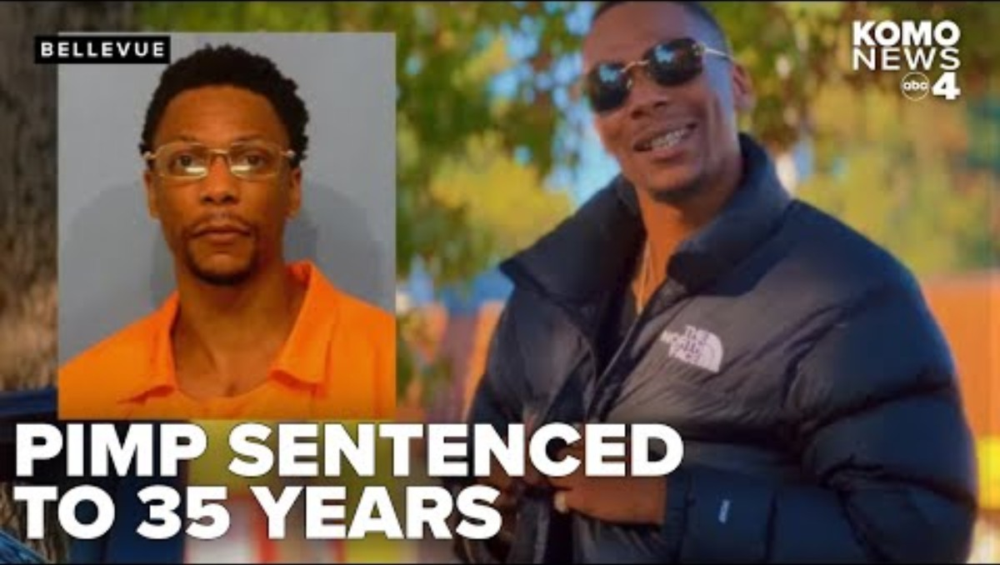 BELLEVUE
KOMO
NEWS
abc 4
THE
NORTH
FACE
PIMP SENTENCED
TO 35 YEARS